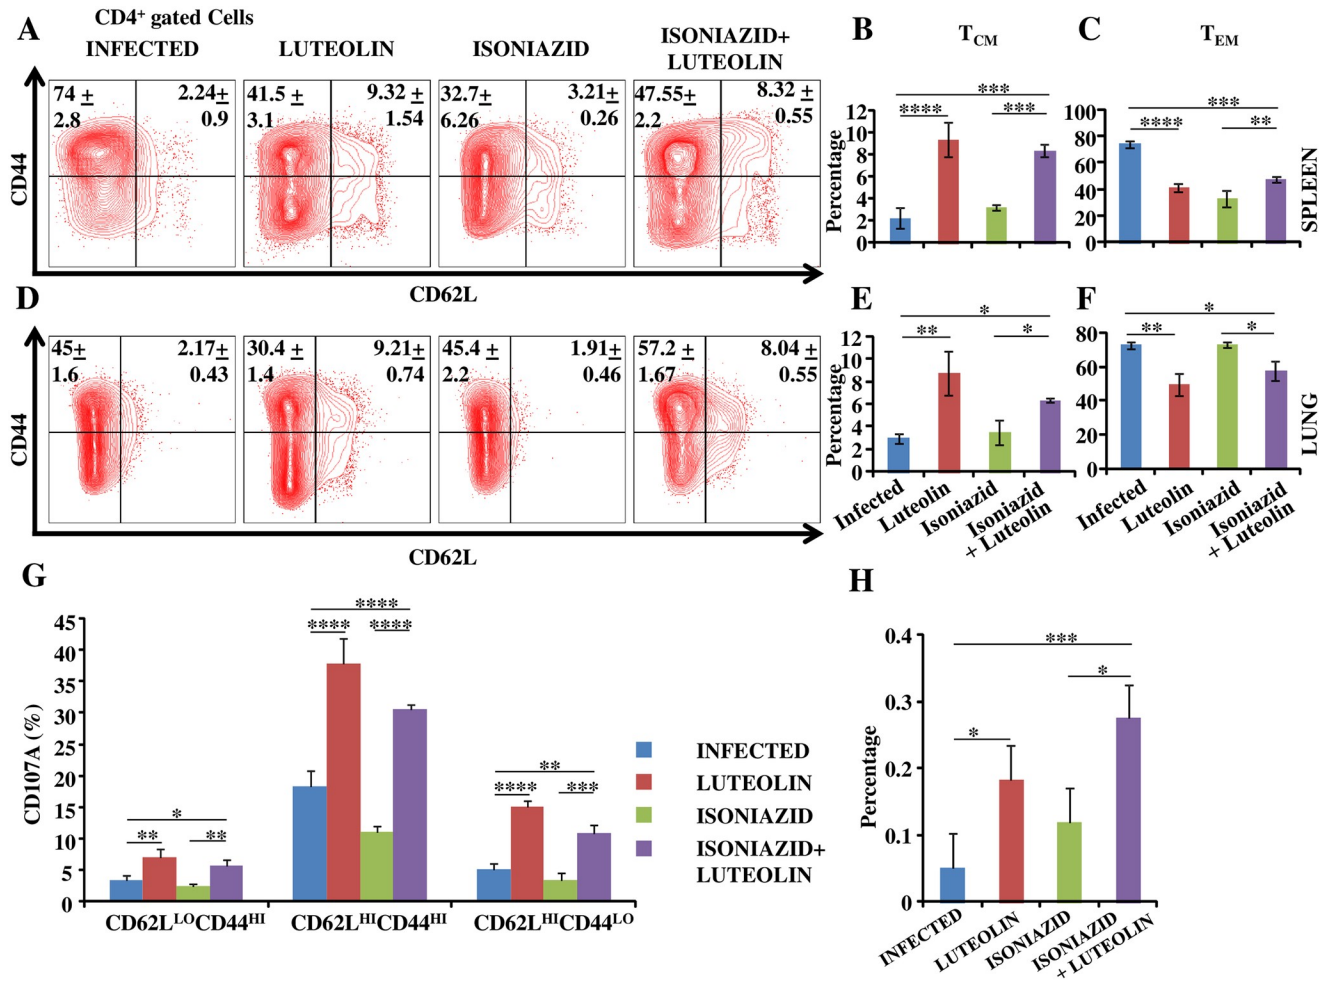 A
CD4+ gated Cells
INFECTED
LUTEOLIN
ISONIAZID
ISONIAZID+
LUTEOLIN
74 ±
2.8
2.24±
0.9
41.5 ±
3.1
9.32 ±
1.54
32.7±
6.26
3.21±
0.26
47.55±
2.2
8.32 ±
0.55
CD44
CD62L
B
TCM
****
***
***
Percentage
12
10
8
6
4
2
0
C
TEM
***
****
**
100
80
60
40
20
0
SPLEEN
D
45±
1.6
2.17±
0.43
30.4 ±
1.4
9.21±
0.74
45.4 ±
2.2
1.91±
0.46
57.2 ±
1.67
8.04 ±
0.55
CD44
CD62L
E
*
**
*
Percentage
12
10
8
6
4
2
0
Infected
Luteolin
Isoniazid
Isoniazid
+ Luteolin
F
*
**
*
80
60
40
20
0
Infected
Luteolin
Isoniazid
Isoniazid
+ Luteolin
LUNG
G
CD107A (%)
45
40
35
30
25
20
15
10
5
0
*
**
**
****
****
****
**
****
***
CD62LLOCD44HI
CD62LHICD44HI
CD62LHICD44LO
INFECTED
LUTEOLIN
ISONIAZID
ISONIAZID+
LUTEOLIN
H
Percentage
0.4
0.3
0.2
0.1
0
***
*
*
INFECTED
LUTEOLIN
ISONIAZID
ISONIAZID
+ LUTEOLIN